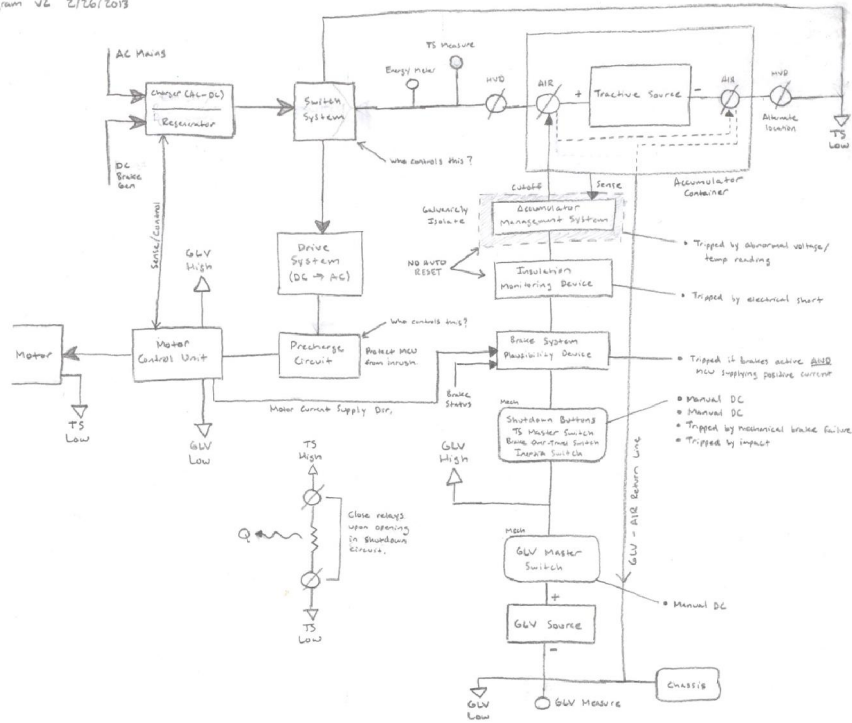 ram V2 2/26/2013
AC Mains
Charger (AC-DC)
Regenerator
DC
Brake
Gen
Switch
System
Who controls this?
Energy Meter
TS Measure
HVD
AIR
+
Tractive Source
-
AIR
HVD
Alternate
Location
TS
Low
Accumulator
Container
Cutoff
Sense
Galvanically
Isolate
Accumulator
Management System
• Tripped by abnormal voltage/
temp reading
NO AUTO
RESET
Insulation
Monitoring Device
• Tripped by electrical short
Sense/Control
GLV
High
Drive
System
(DC → AC)
Who controls this?
Motor
Motor
Control Unit
Precharge
Circuit
Protect MCU
from inrush.
Brake System
Plausibility Device
• Tripped if brakes active AND
MCU supplying positive current
TS
Low
GLV
Low
Motor Current Supply Dir.
Brake
Status
Mech
Shutdown Buttons
TS Master Switch
Brake Over-Travel Switch
Inertia Switch
• Manual DC
• Manual DC
• Tripped by mechanical brake failure
• Tripped by impact
TS
High
Close relays
upon opening
in shutdown
circuit.
Q
TS
Low
GLV
High
GLV - AIR Return Line
Mech
GLV Master
Switch
• Manual DC
+
GLV Source
-
GLV
Low
GLV Measure
Chassis